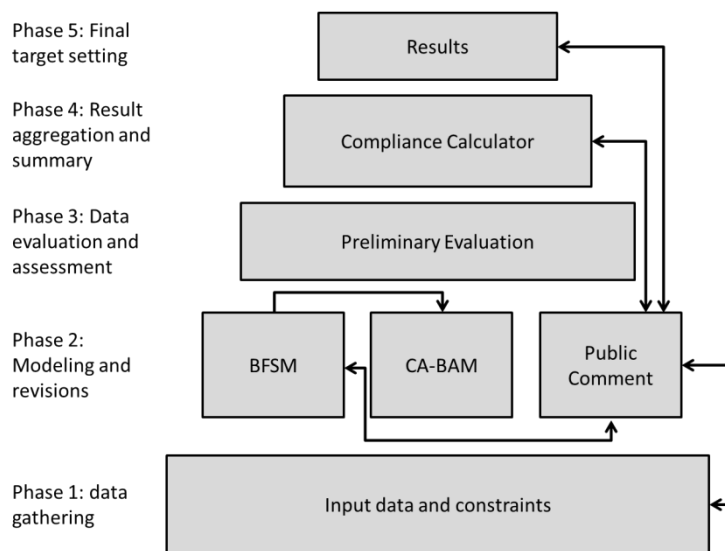 Phase 5: Final
target setting
Results
Phase 4: Result
aggregation and
summary
Compliance Calculator
Phase 3: Data
evaluation and
assessment
Preliminary Evaluation
Phase 2:
Modeling and
revisions
BFSM
CA-BAM
Public
Comment
Phase 1: data
gathering
Input data and constraints